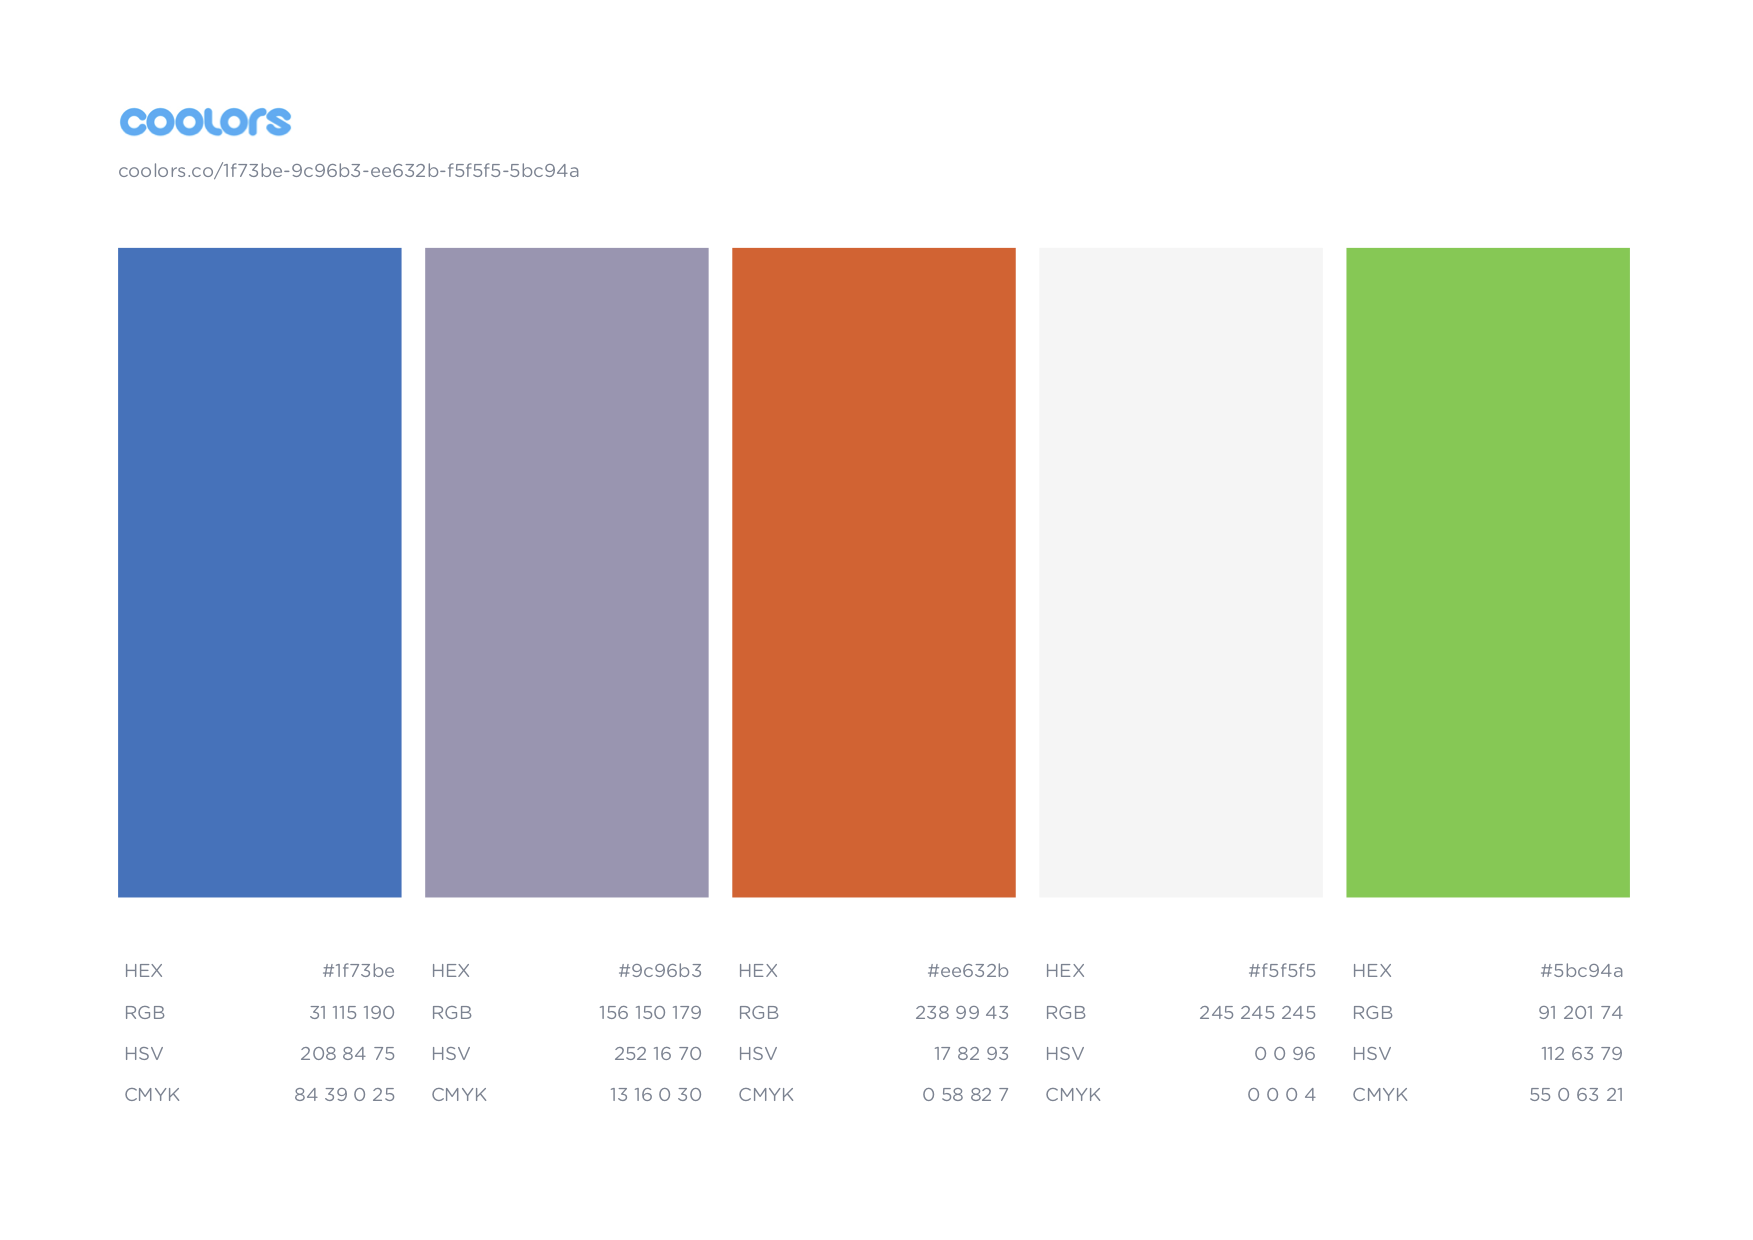 coolors
coolors.co/1f73be-9c96b3-ee632b-f5f5f5-5bc94a
HEX #1f73be HEX #9c96b3 HEX #ee632b HEX #f5f5f5 HEX #5bc94a
RGB 31 115 190 RGB 156 150 179 RGB 238 99 43 RGB 245 245 245 RGB 91 201 74
HSV 208 84 75 HSV 252 16 70 HSV 17 82 93 HSV 0 0 96 HSV 112 63 79
CMYK 84 39 0 25 CMYK 13 16 0 30 CMYK 0 58 82 7 CMYK 0 0 0 4 CMYK 55 0 63 21